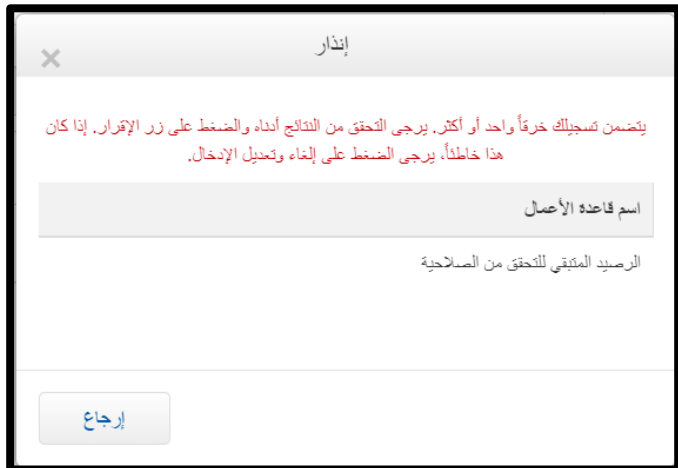 إنذار
×
يتضمن تسجيلك خرقاً واحد أو أكثر. يرجى التحقق من النتائج أدناه والضغط على زر الإقرار. إذا كان
هذا خاطئاً، يرجى الضغط على إلغاء وتعديل الإدخال.
اسم قاعدة الأعمال
الرصيد المتبقي للتحقق من الصلاحية
إرجاع